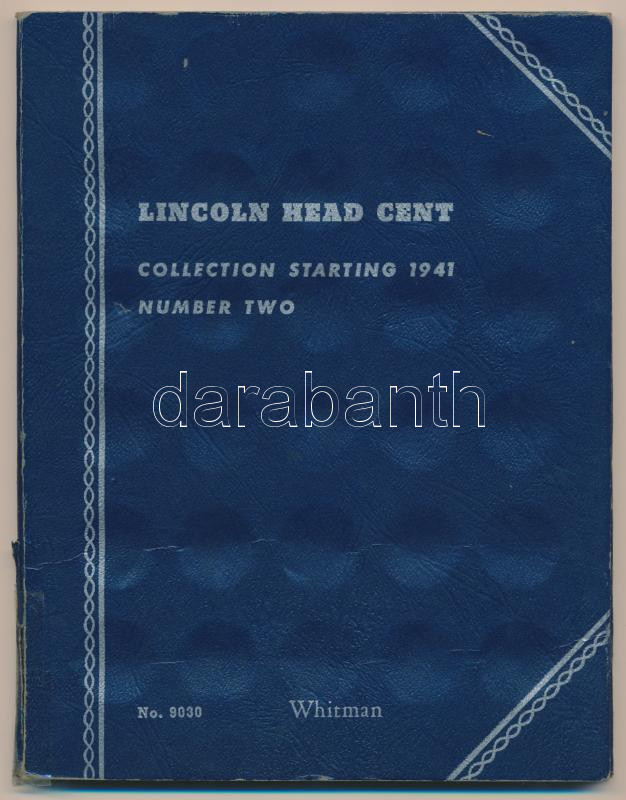 LINCOLN HEAD CENT
COLLECTION STARTING 1941
NUMBER TWO
darabanth
No. 9030 Whitman